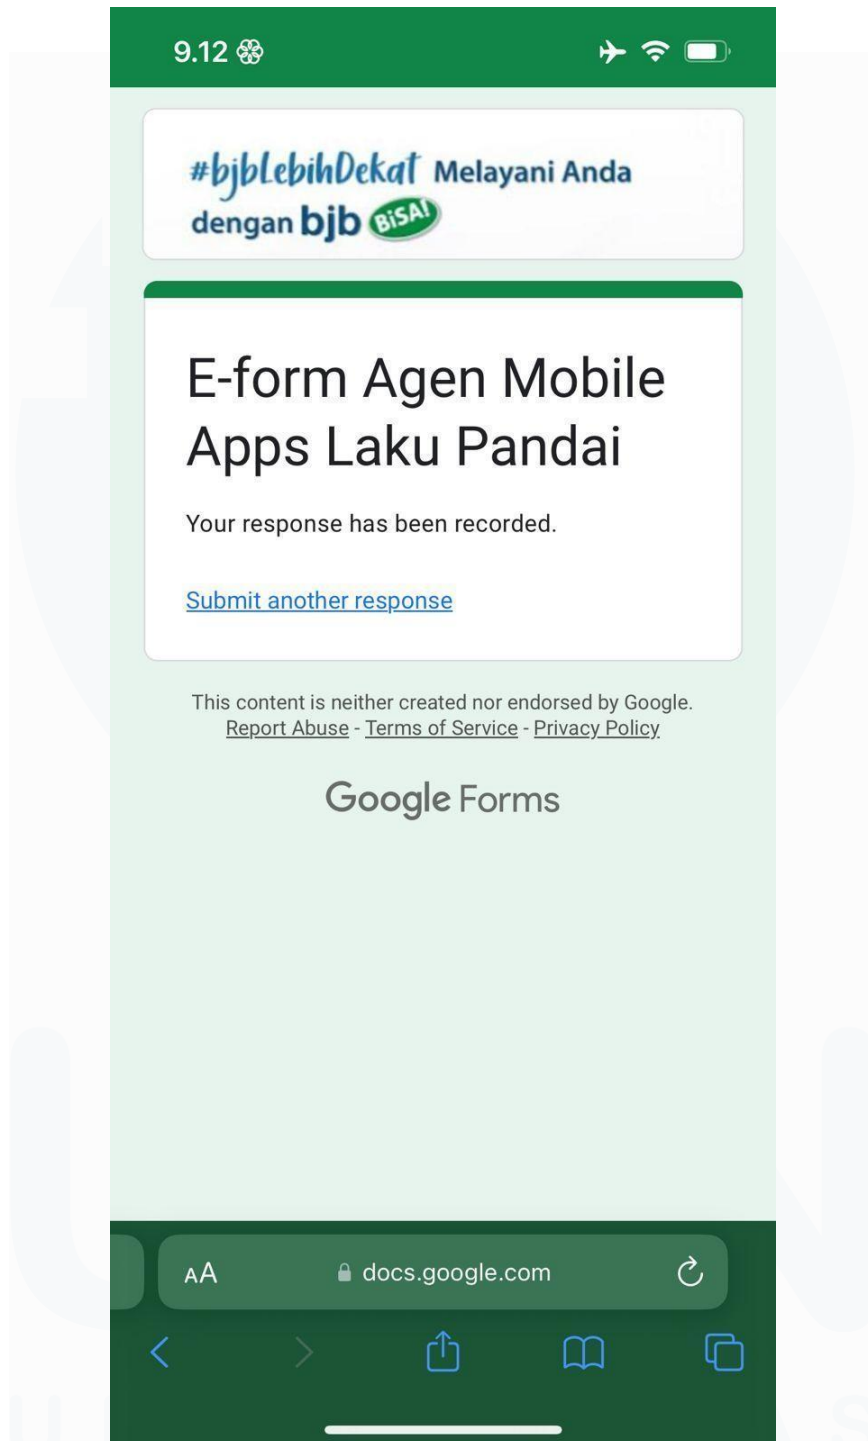 9.12
#bjbLebihDekat Melayani Anda
dengan bjb BiSA!
E-form Agen Mobile
Apps Laku Pandai
Your response has been recorded.
Submit another response
This content is neither created nor endorsed by Google.
Report Abuse - Terms of Service - Privacy Policy
Google Forms
AA docs.google.com